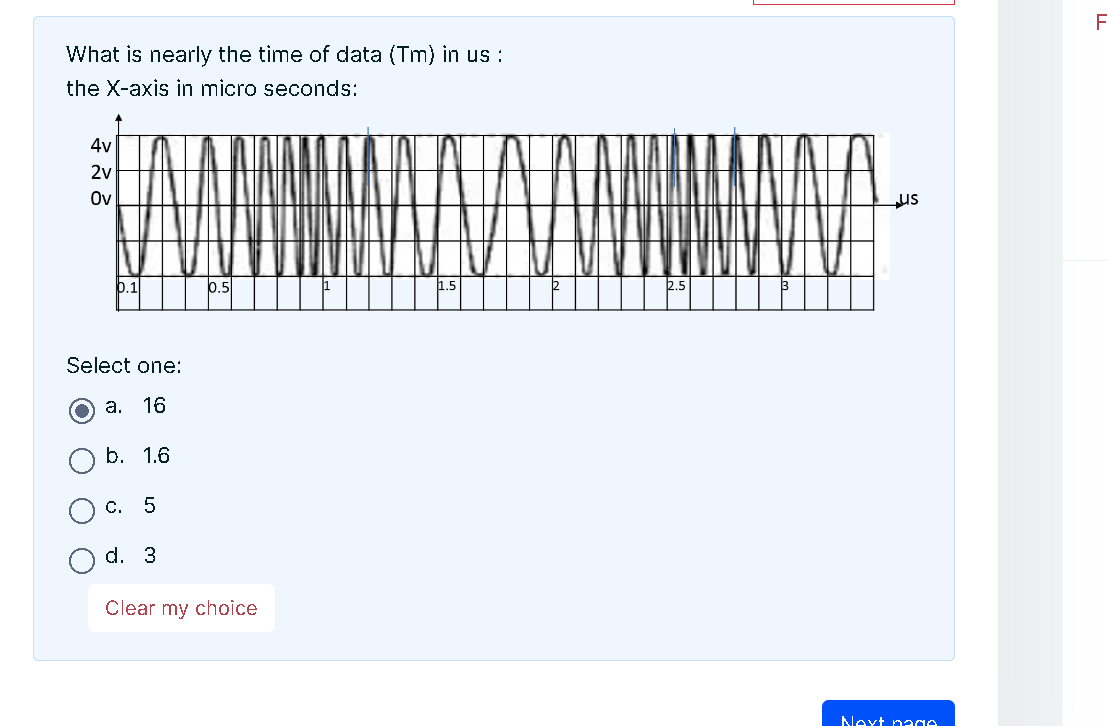 F
What is nearly the time of data (Tm) in us :
the X-axis in micro seconds:
4v
2v
0v
us
0.1 0.5 1 1.5 2 2.5 3
Select one:
a. 16
b. 1.6
c. 5
d. 3
Clear my choice
Next page